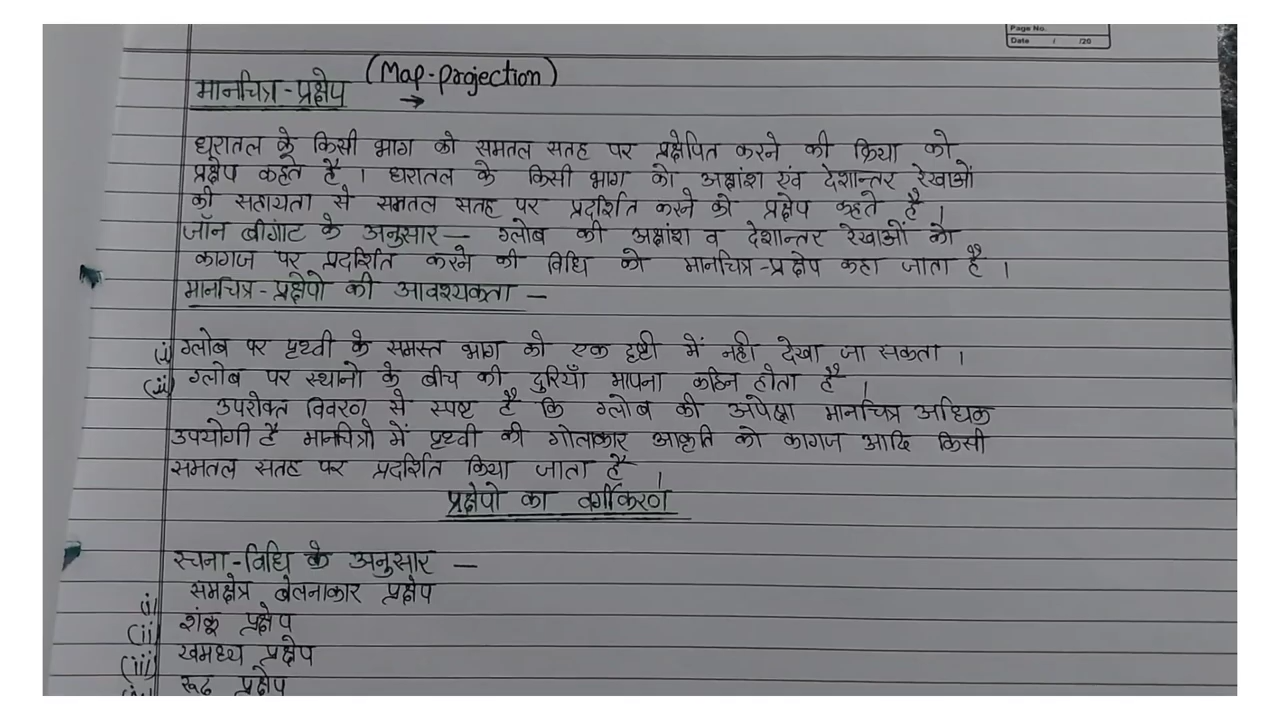 Page No.
Date / /20
मानचित्र-प्रक्षेप (Map-projection) →
धरातल के किसी भाग को समतल सतह पर प्रक्षेपित करने की क्रिया को
प्रक्षेप कहते है । धरातल के किसी भाग को अक्षांश एवं देशान्तर रेखाओं
की सहायता से समतल सतह पर प्रदर्शित करने को प्रक्षेप कहते है ।
जॉन बीगांट के अनुसार — ग्लोब की अक्षांश व देशान्तर रेखाओं को
कागज पर प्रदर्शित करने की विधि को मानचित्र-प्रक्षेप कहा जाता है ।
मानचित्र-प्रक्षेपो की आवश्यकता —
(i) ग्लोब पर पृथ्वी के समस्त भाग को एक दृष्टी में नही देखा जा सकता ।
(ii) ग्लोब पर स्थानो के बीच की दुरियाँ मापना कठिन होता है ।
उपरोक्त विवरण से स्पष्ट है कि ग्लोब की अपेक्षा मानचित्र अधिक
उपयोगी है मानचित्रो में पृथ्वी की गोलाकार आकृति को कागज आदि किसी
समतल सतह पर प्रदर्शित किया जाता है ।
प्रक्षेपो का वर्गीकरण
रचना-विधि के अनुसार —
(i) समक्षेत्र बेलनाकार प्रक्षेप
(ii) शंकू प्रक्षेप
(iii) खमध्य प्रक्षेप
रूढ प्रक्षेप